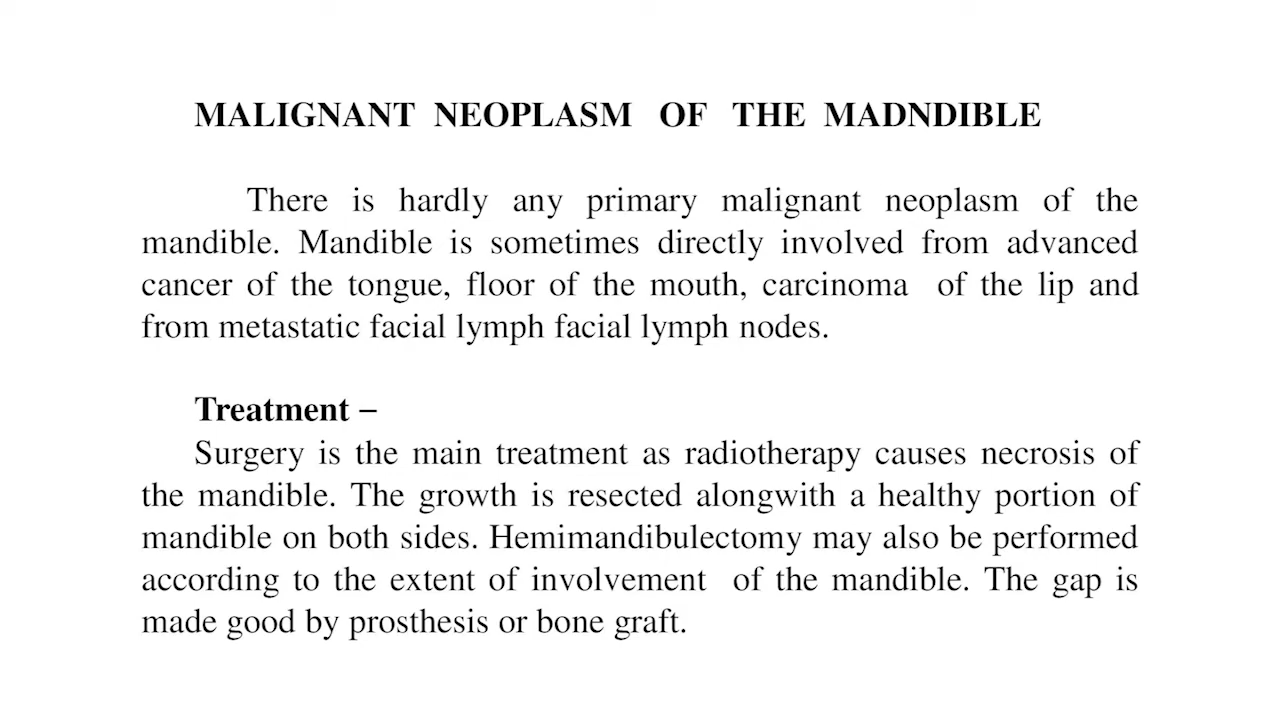 MALIGNANT NEOPLASM OF THE MADNDIBLE
There is hardly any primary malignant neoplasm of the
mandible. Mandible is sometimes directly involved from advanced
cancer of the tongue, floor of the mouth, carcinoma of the lip and
from metastatic facial lymph facial lymph nodes.
Treatment –
Surgery is the main treatment as radiotherapy causes necrosis of
the mandible. The growth is resected alongwith a healthy portion of
mandible on both sides. Hemimandibulectomy may also be performed
according to the extent of involvement of the mandible. The gap is
made good by prosthesis or bone graft.